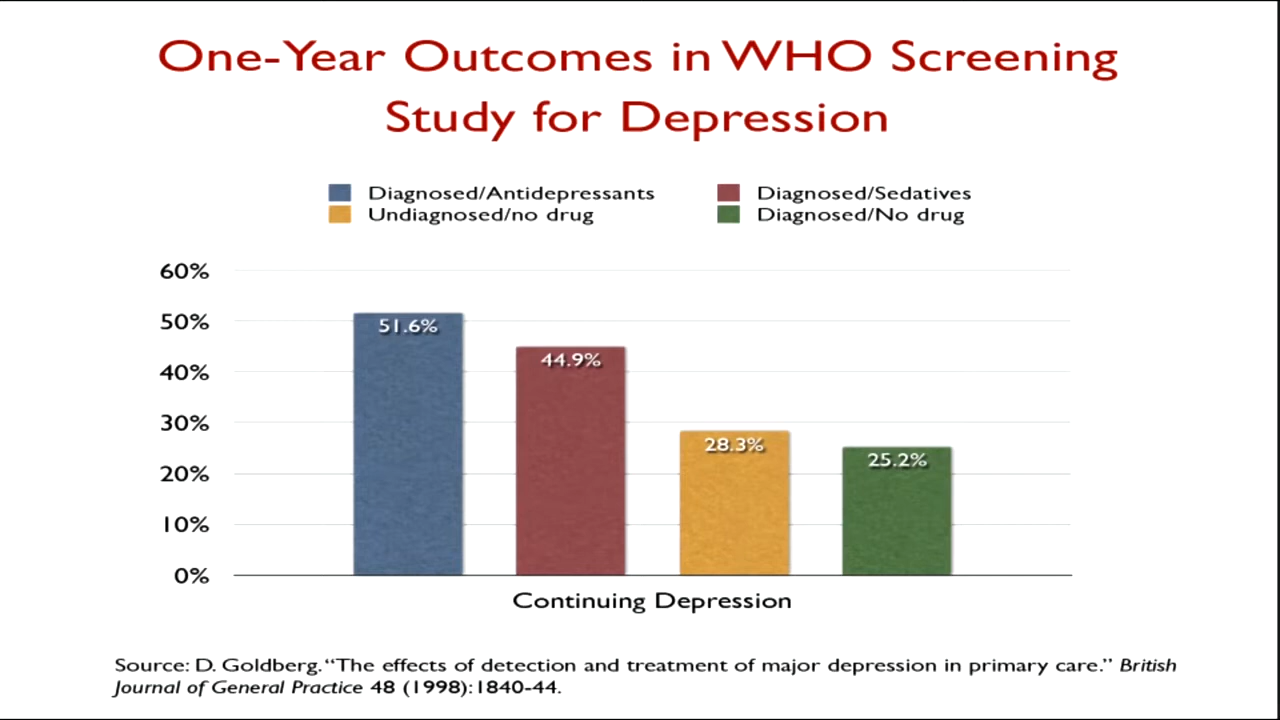 One-Year Outcomes in WHO Screening
Study for Depression
Diagnosed/Antidepressants
Diagnosed/Sedatives
Undiagnosed/no drug
Diagnosed/No drug
60%
50%
40%
30%
20%
10%
0%
51.6%
44.9%
28.3%
25.2%
Continuing Depression
Source: D. Goldberg. “The effects of detection and treatment of major depression in primary care.” British
Journal of General Practice 48 (1998):1840-44.